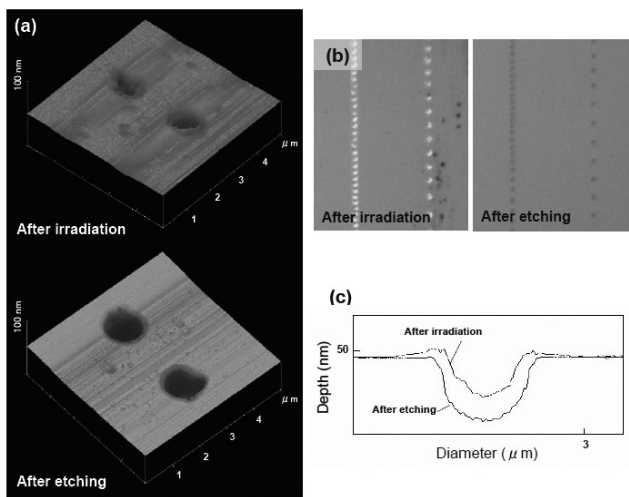 (a)
100 nm
μm
1
2
3
4
After irradiation
100 nm
μm
1
2
3
4
After etching
(b)
After irradiation
After etching
(c)
Depth (nm)
50
After irradiation
After etching
3
Diameter (μm)